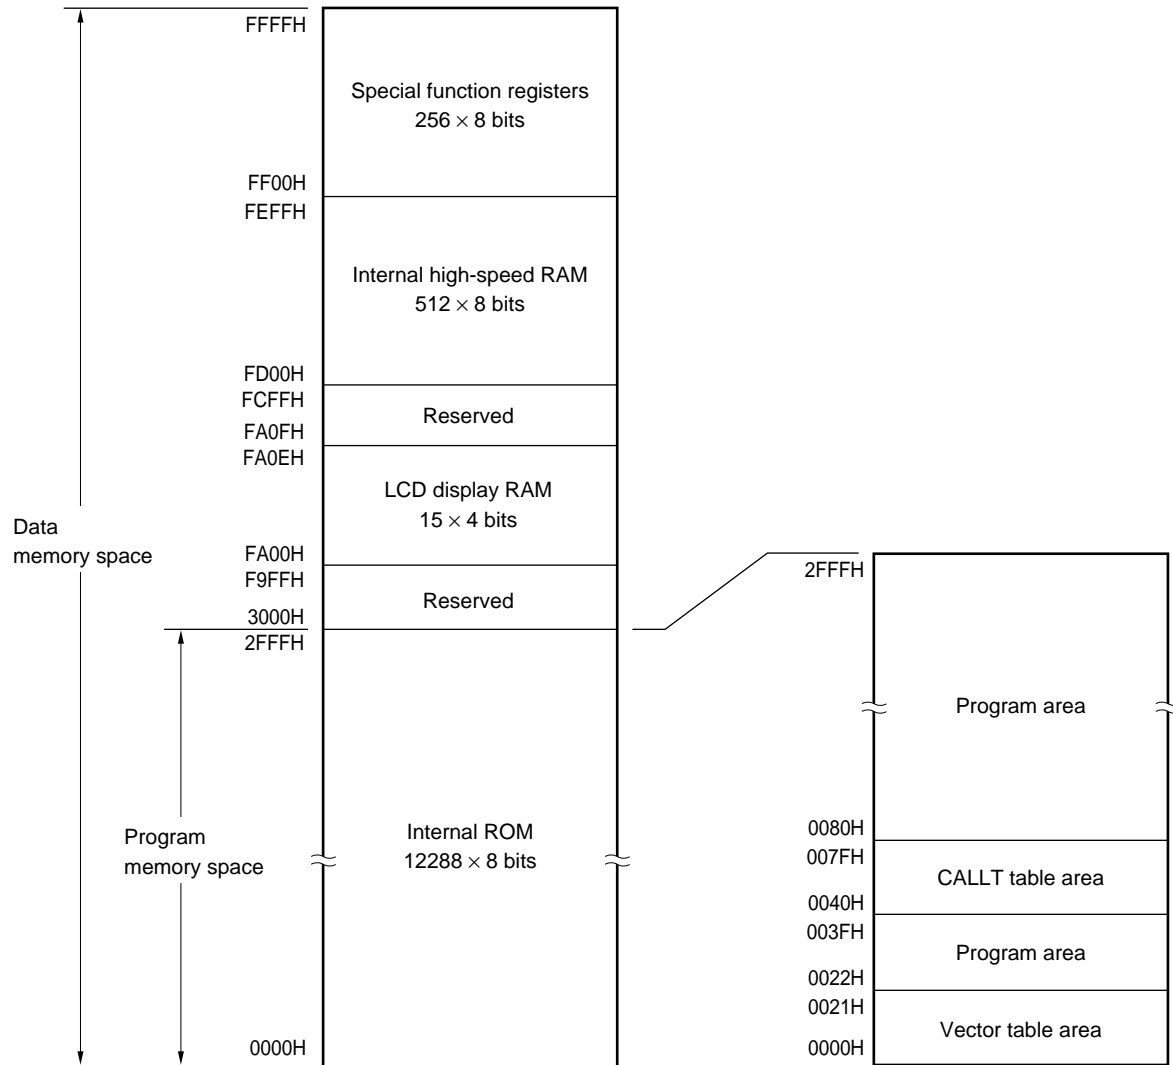 FFFFH
Special function registers
256 × 8 bits
FF00H
FEFFH
Internal high-speed RAM
512 × 8 bits
FD00H
FCFFH
Reserved
FA0FH
FA0EH
LCD display RAM
15 × 4 bits
Data
memory space
FA00H
F9FFH
Reserved
3000H
2FFFH
Program
memory space
Internal ROM
12288 × 8 bits
0000H
2FFFH
Program area
0080H
007FH
CALLT table area
0040H
003FH
Program area
0022H
0021H
Vector table area
0000H